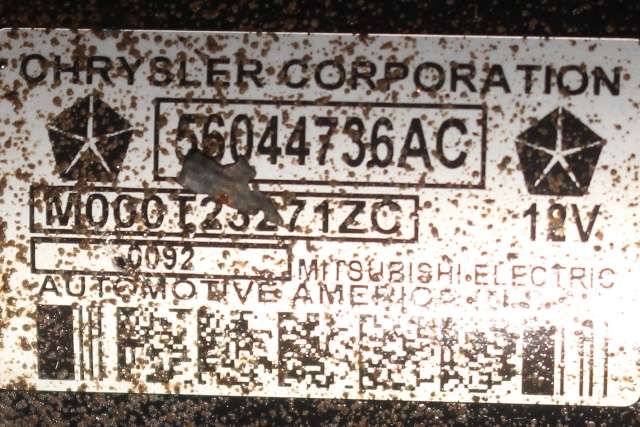 CHRYSLER CORPORATION
56044736AC
M000T23271ZC 12V
0092 MITSUBISHI ELECTRIC
AUTOMOTIVE AMERICA